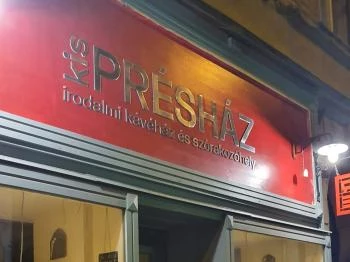 kis
PRÉSHÁZ
irodalmi kávéház és szórakozóhely